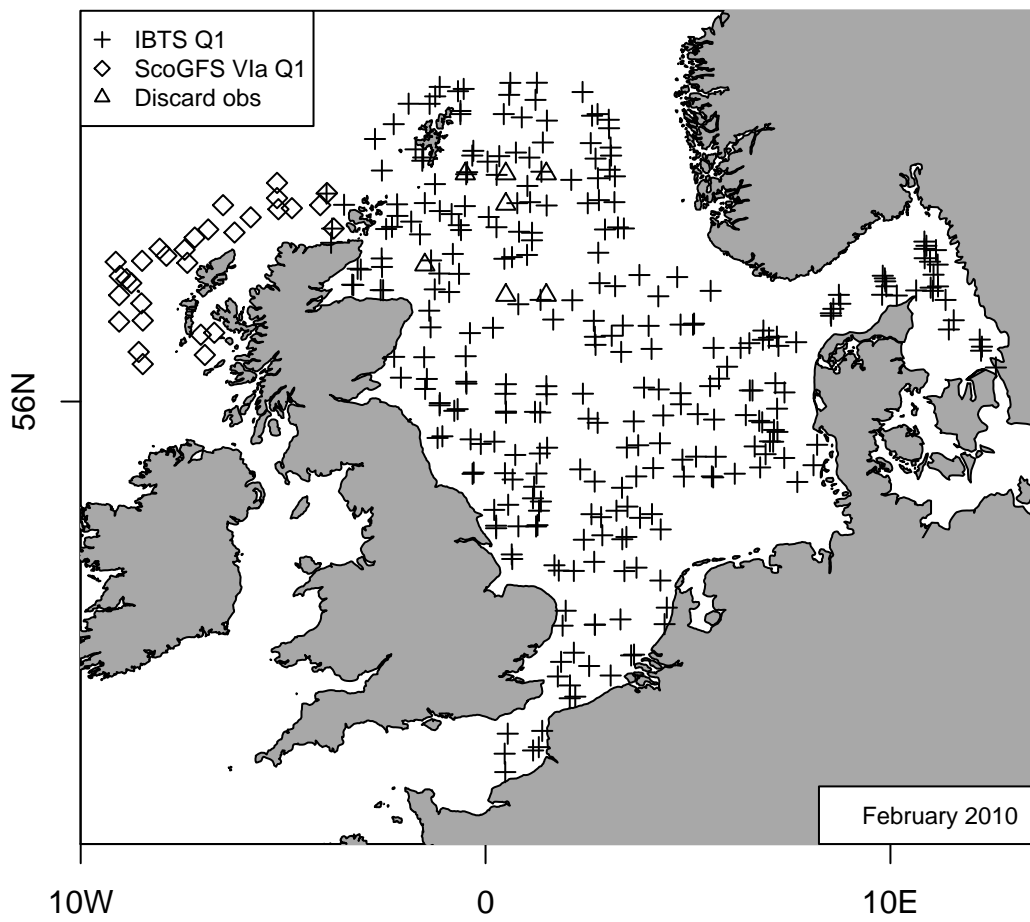 IBTS Q1
ScoGFS VIa Q1
Discard obs
56N
February 2010
10W
0
10E